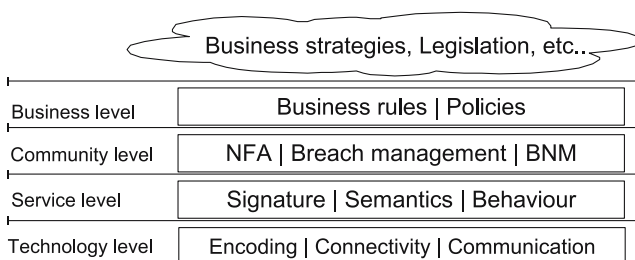 Business strategies, Legislation, etc..
Business level
Business rules | Policies
Community level
NFA | Breach management | BNM
Service level
Signature | Semantics | Behaviour
Technology level
Encoding | Connectivity | Communication